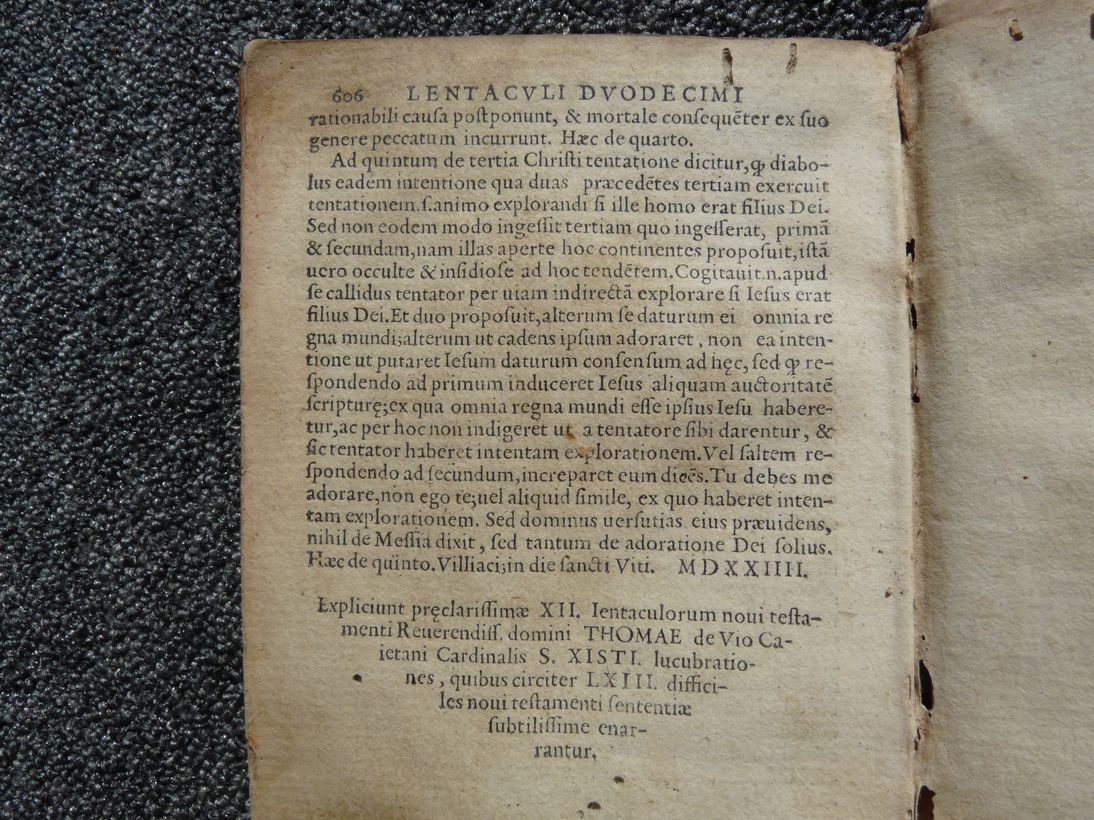 606 LENTACVLI DVODECIMI
rationabili causa postponunt, & mortale consequēter ex suo
genere peccatum incurrunt. Hæc de quarto.
Ad quintum de tertia Christi tentatione dicitur, ꝙ diabo-
lus eadem intentione qua duas præcedētes tertiam exercuit
tentationem. s. animo explorandi si ille homo erat filius Dei.
Sed non eodem modo ingessit tertiam quo ingesserat, primā
& secundam, nam illas aperte hoc continentes proposuit, istā
uero occulte & insidiose ad hoc tendētem. Cogitauit .n. apud
se callidus tentator per uiam indirectā explorare si Iesus erat
filius Dei. Et duo proposuit, alterum se daturum ei omnia re
gna mundi; alterum ut cadens ipsum adoraret, non ea inten-
tione ut putaret Iesum daturum consensum ad hęc, sed ꝙ re-
spondendo ad primum induceret Iesus aliquam auctoritatē
scripturę; ex qua omnia regna mundi esse ipsius Iesu habere-
tur, ac per hoc non indigeret ut a tentatore sibi darentur, &
sic tentator haberet intentam explorationem. Vel saltem re-
spondendo ad secundum, increparet eum dicēs. Tu debes me
adorare, non ego te; uel aliquid simile, ex quo haberet inten-
tam explorationem. Sed dominus uersutias eius præuidens,
nihil de Messia dixit, sed tantum de adoratione Dei solius.
Hæc de quinto. Villiaci; in die sancti Viti. MDXXIIII.
Expliciunt pręclarissimæ XII. Ientaculorum noui testa-
menti Reuerendiss. domini THOMAE de Vio Ca-
ietani Cardinalis S. XISTI. lucubratio-
nes, quibus circiter LXIII. diffici-
les noui testamenti sententiæ
subtilissime enar-
rantur,